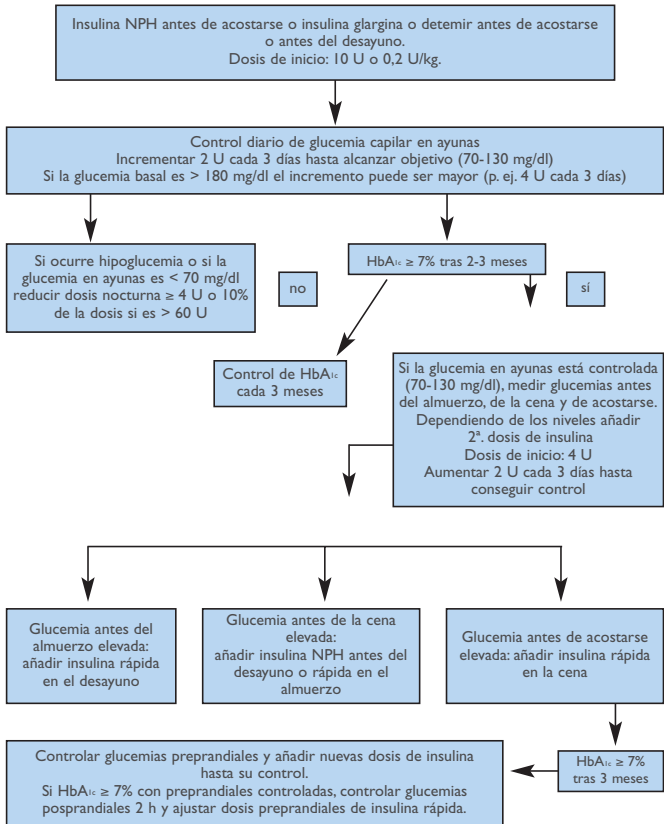 Insulina NPH antes de acostarse o insulina glargina o detemir antes de acostarse
o antes del desayuno.
Dosis de inicio: 10 U o 0,2 U/kg.
Control diario de glucemia capilar en ayunas
Incrementar 2 U cada 3 días hasta alcanzar objetivo (70-130 mg/dl)
Si la glucemia basal es > 180 mg/dl el incremento puede ser mayor (p. ej. 4 U cada 3 días)
Si ocurre hipoglucemia o si la
glucemia en ayunas es < 70 mg/dl
reducir dosis nocturna ≥ 4 U o 10%
de la dosis si es > 60 U
no
HbA1c ≥ 7% tras 2-3 meses
sí
Control de HbA1c
cada 3 meses
Si la glucemia en ayunas está controlada
(70-130 mg/dl), medir glucemias antes
del almuerzo, de la cena y de acostarse.
Dependiendo de los niveles añadir
2ª. dosis de insulina
Dosis de inicio: 4 U
Aumentar 2 U cada 3 días hasta
conseguir control
Glucemia antes del
almuerzo elevada:
añadir insulina rápida
en el desayuno
Glucemia antes de la cena
elevada:
añadir insulina NPH antes del
desayuno o rápida en el
almuerzo
Glucemia antes de acostarse
elevada: añadir insulina rápida
en la cena
Controlar glucemias preprandiales y añadir nuevas dosis de insulina
hasta su control.
Si HbA1c ≥ 7% con preprandiales controladas, controlar glucemias
posprandiales 2 h y ajustar dosis preprandiales de insulina rápida.
HbA1c ≥ 7%
tras 3 meses